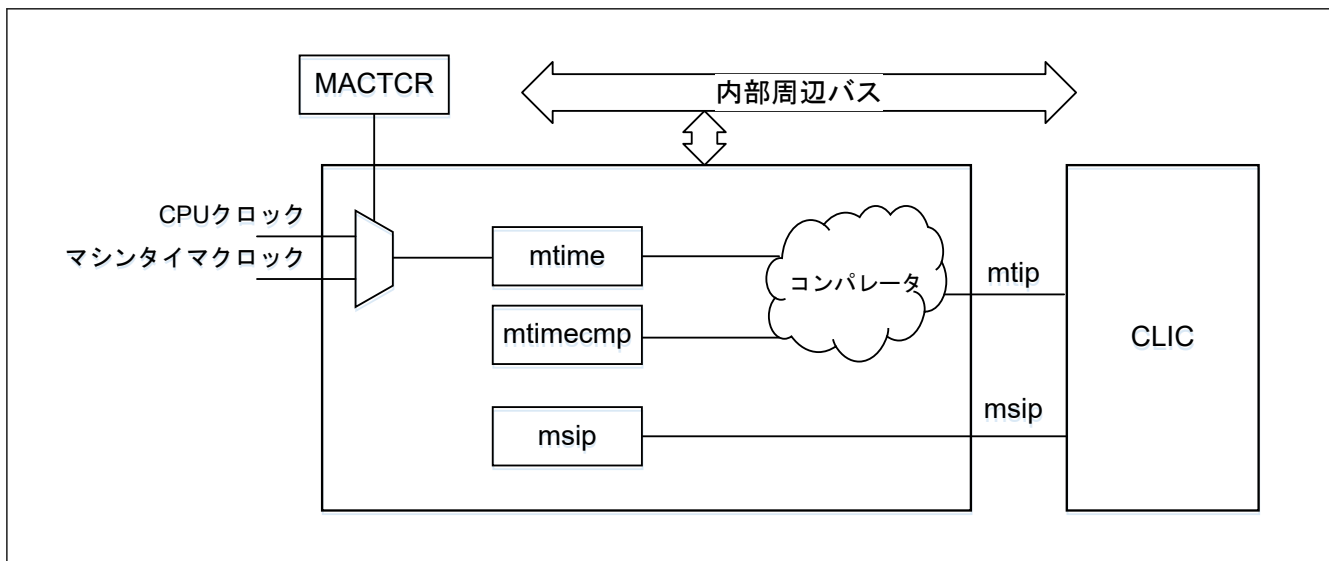 MACTCR
内部周辺バス
CPUクロック
マシンタイマクロック
mtime
コンパレータ
mtip
mtimecmp
CLIC
msip
msip